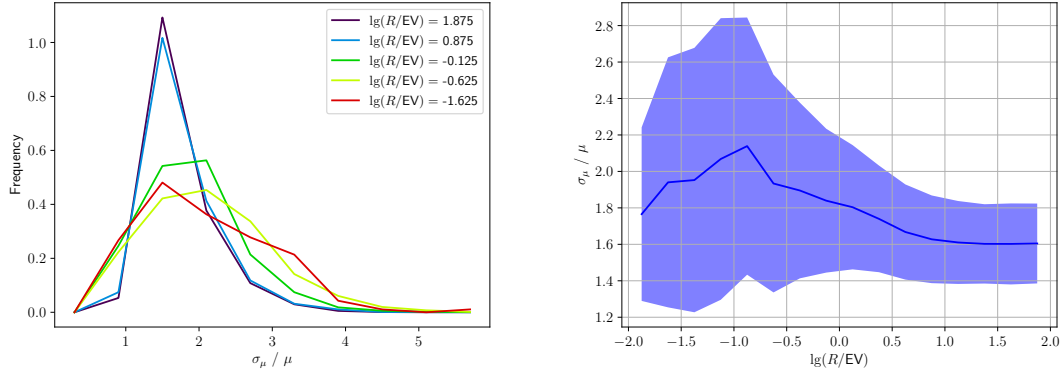 lg(R/EV) = 1.875
lg(R/EV) = 0.875
lg(R/EV) = -0.125
lg(R/EV) = -0.625
lg(R/EV) = -1.625
Frequency
1.0
0.8
0.6
0.4
0.2
0.0
1 2 3 4 5
σμ / μ
σμ / μ
2.8
2.6
2.4
2.2
2.0
1.8
1.6
1.4
1.2
−2.0 −1.5 −1.0 −0.5 0.0 0.5 1.0 1.5 2.0
lg(R/EV)